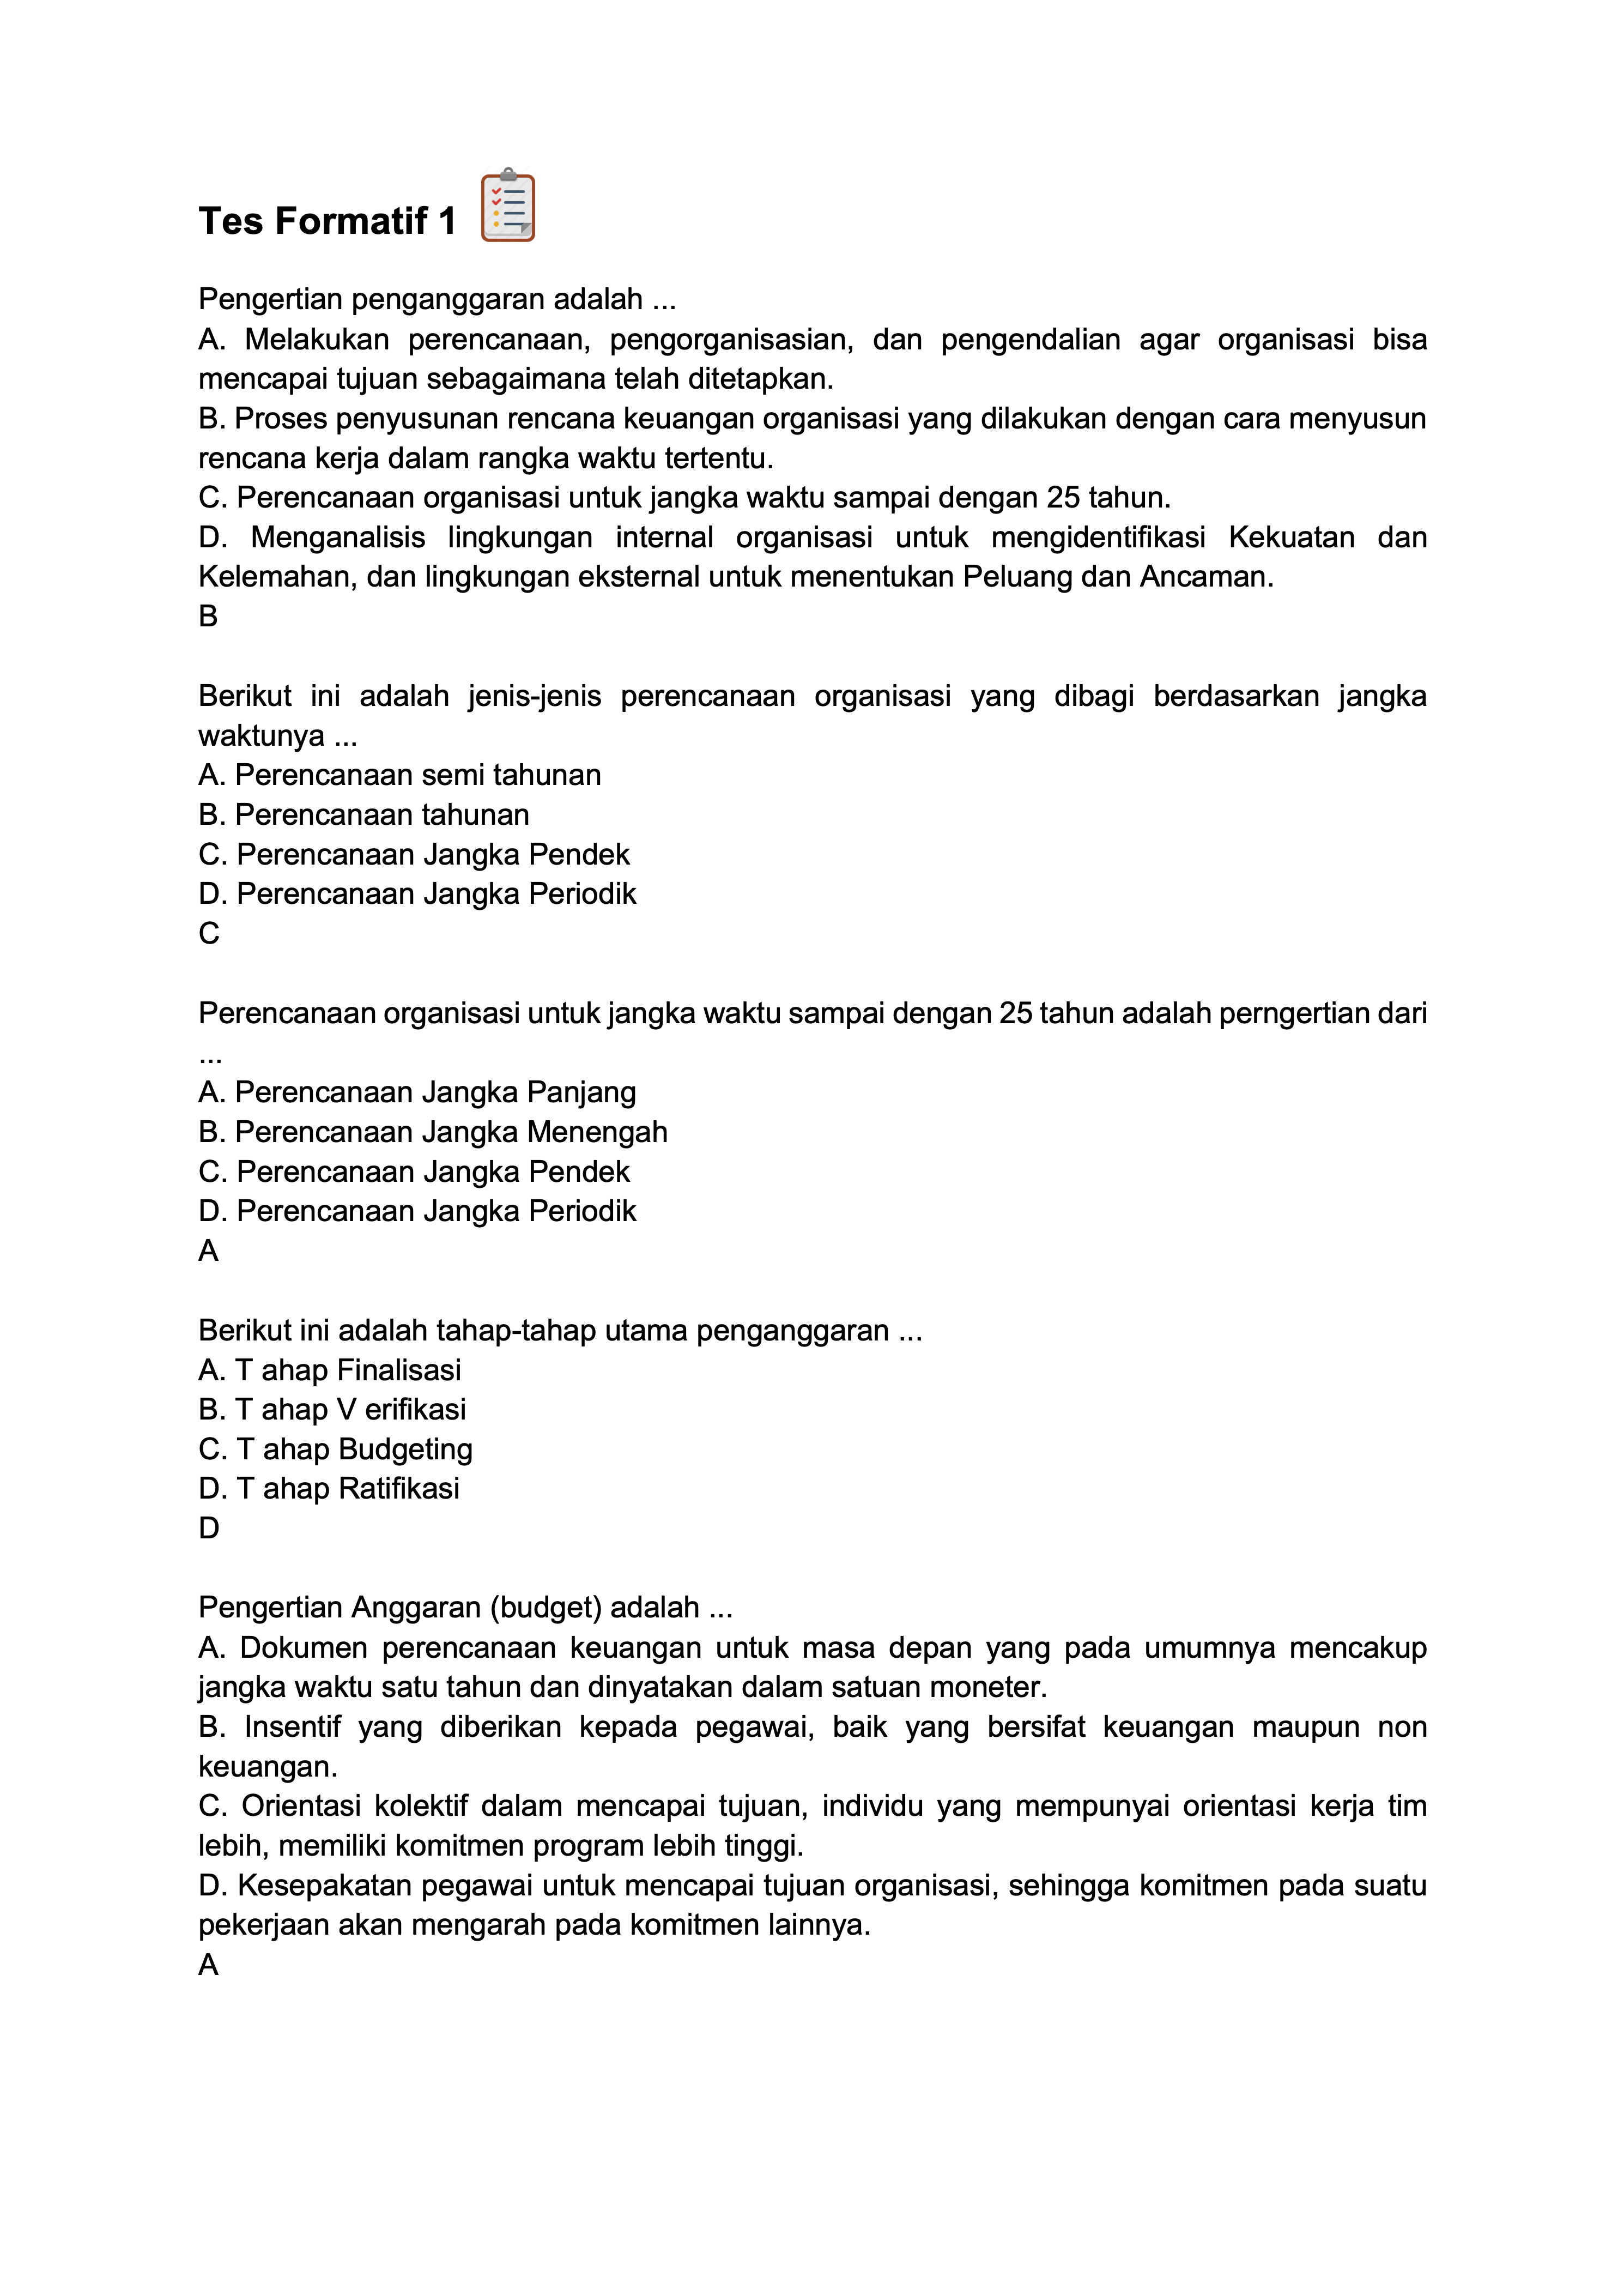 Tes Formatif 1
Pengertian penganggaran adalah ...
A. Melakukan perencanaan, pengorganisasian, dan pengendalian agar organisasi bisa
mencapai tujuan sebagaimana telah ditetapkan.
B. Proses penyusunan rencana keuangan organisasi yang dilakukan dengan cara menyusun
rencana kerja dalam rangka waktu tertentu.
C. Perencanaan organisasi untuk jangka waktu sampai dengan 25 tahun.
D. Menganalisis lingkungan internal organisasi untuk mengidentifikasi Kekuatan dan
Kelemahan, dan lingkungan eksternal untuk menentukan Peluang dan Ancaman.
B
Berikut ini adalah jenis-jenis perencanaan organisasi yang dibagi berdasarkan jangka
waktunya ...
A. Perencanaan semi tahunan
B. Perencanaan tahunan
C. Perencanaan Jangka Pendek
D. Perencanaan Jangka Periodik
C
Perencanaan organisasi untuk jangka waktu sampai dengan 25 tahun adalah perngertian dari
...
A. Perencanaan Jangka Panjang
B. Perencanaan Jangka Menengah
C. Perencanaan Jangka Pendek
D. Perencanaan Jangka Periodik
A
Berikut ini adalah tahap-tahap utama penganggaran ...
A. T ahap Finalisasi
B. T ahap V erifikasi
C. T ahap Budgeting
D. T ahap Ratifikasi
D
Pengertian Anggaran (budget) adalah ...
A. Dokumen perencanaan keuangan untuk masa depan yang pada umumnya mencakup
jangka waktu satu tahun dan dinyatakan dalam satuan moneter.
B. Insentif yang diberikan kepada pegawai, baik yang bersifat keuangan maupun non
keuangan.
C. Orientasi kolektif dalam mencapai tujuan, individu yang mempunyai orientasi kerja tim
lebih, memiliki komitmen program lebih tinggi.
D. Kesepakatan pegawai untuk mencapai tujuan organisasi, sehingga komitmen pada suatu
pekerjaan akan mengarah pada komitmen lainnya.
A